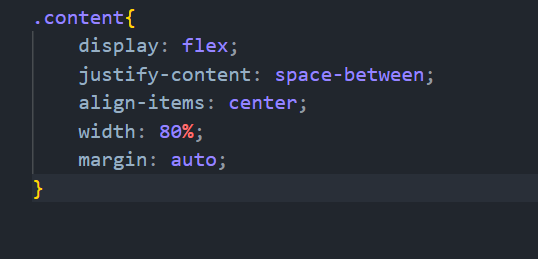 .content{
    display: flex;
    justify-content: space-between;
    align-items: center;
    width: 80%;
    margin: auto;
}